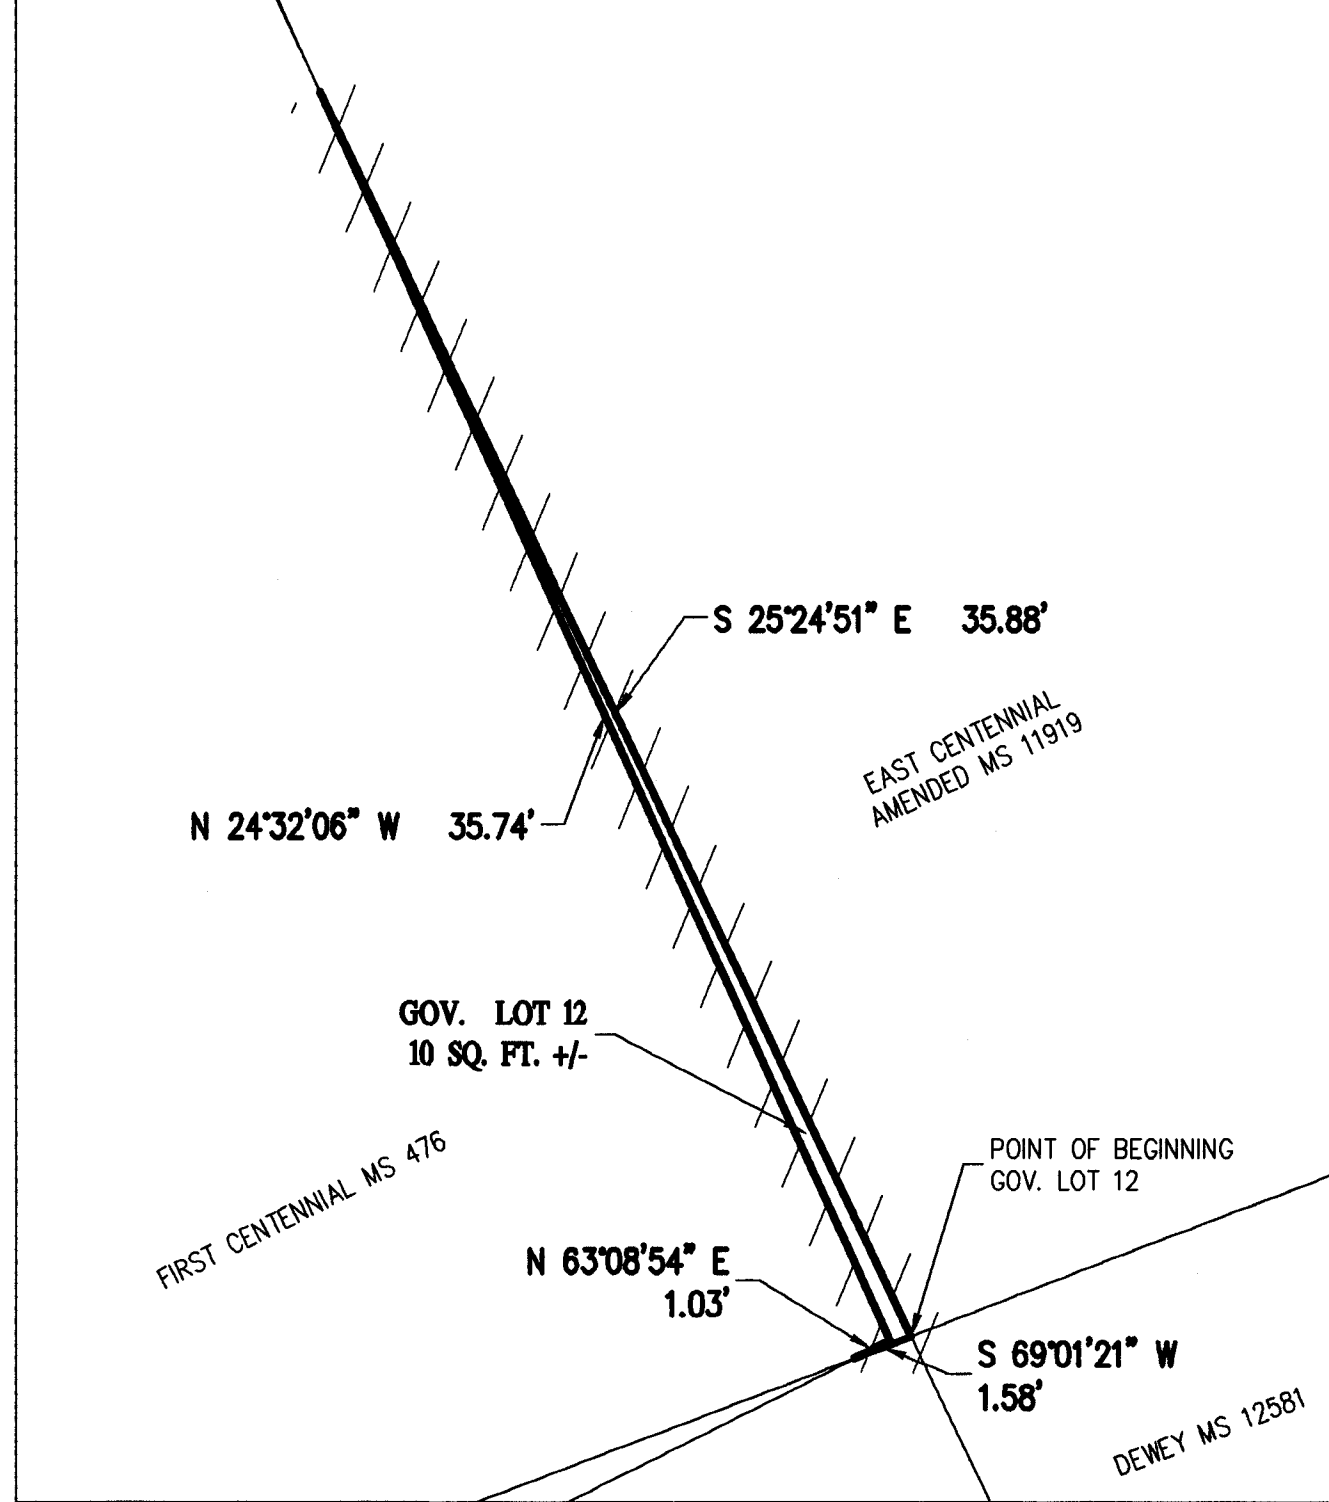 S 25°24'51" E 35.88'
EAST CENTENNIAL
AMENDED MS 11919
N 24°32'06" W 35.74'
GOV. LOT 12
10 SQ. FT. +/-
FIRST CENTENNIAL MS 476
POINT OF BEGINNING
GOV. LOT 12
N 63°08'54" E
1.03'
S 69°01'21" W
1.58'
DEWEY MS 12581